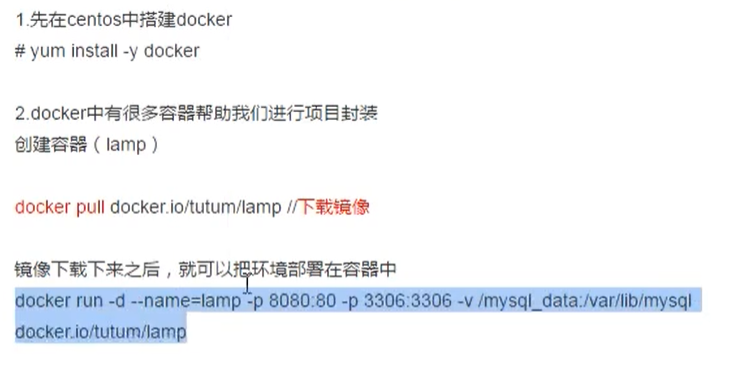 1.先在centos中搭建docker
# yum install -y docker
2.docker中有很多容器帮助我们进行项目封装
创建容器（lamp）
docker pull docker.io/tutum/lamp //下载镜像
镜像下载下来之后，就可以把环境部署在容器中
docker run -d --name=lamp -p 8080:80 -p 3306:3306 -v /mysql_data:/var/lib/mysql
docker.io/tutum/lamp